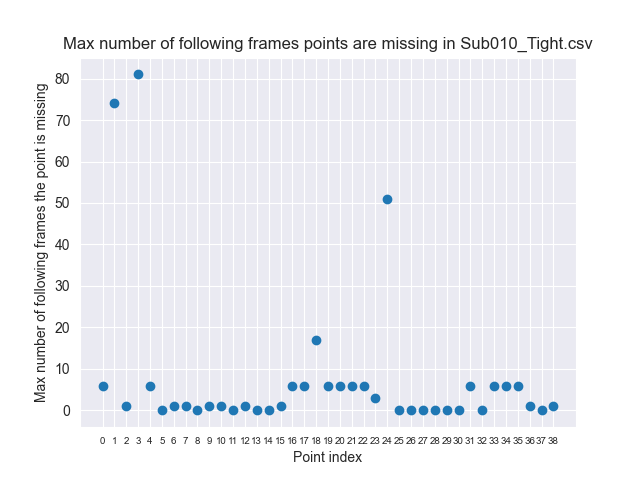 Max number of following frames points are missing in Sub010_Tight.csv
Max number of following frames the point is missing
80
70
60
50
40
30
20
10
0
0 1 2 3 4 5 6 7 8 9 10 11 12 13 14 15 16 17 18 19 20 21 22 23 24 25 26 27 28 29 30 31 32 33 34 35 36 37 38
Point index